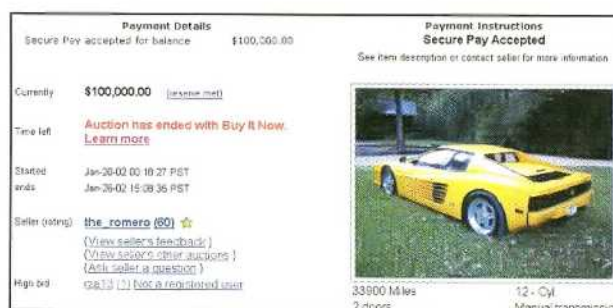 Payment Details
Secure Pay accepted for balance $100,000.00
Payment Instructions
Secure Pay Accepted
See item description or contact seller for more information
Currently $100,000.00 (reserve met)
Time left Auction has ended with Buy It Now.
Learn more
Started Jan-26-02 00:18:27 PST
ends Jan-26-02 15:08:35 PST
Seller (rating) the_romero (60)
(View seller's feedback)
(View seller's other auctions)
(Ask seller a question)
High bid Not a registered user
33900 Miles 12 - Cyl
2 doors Manual